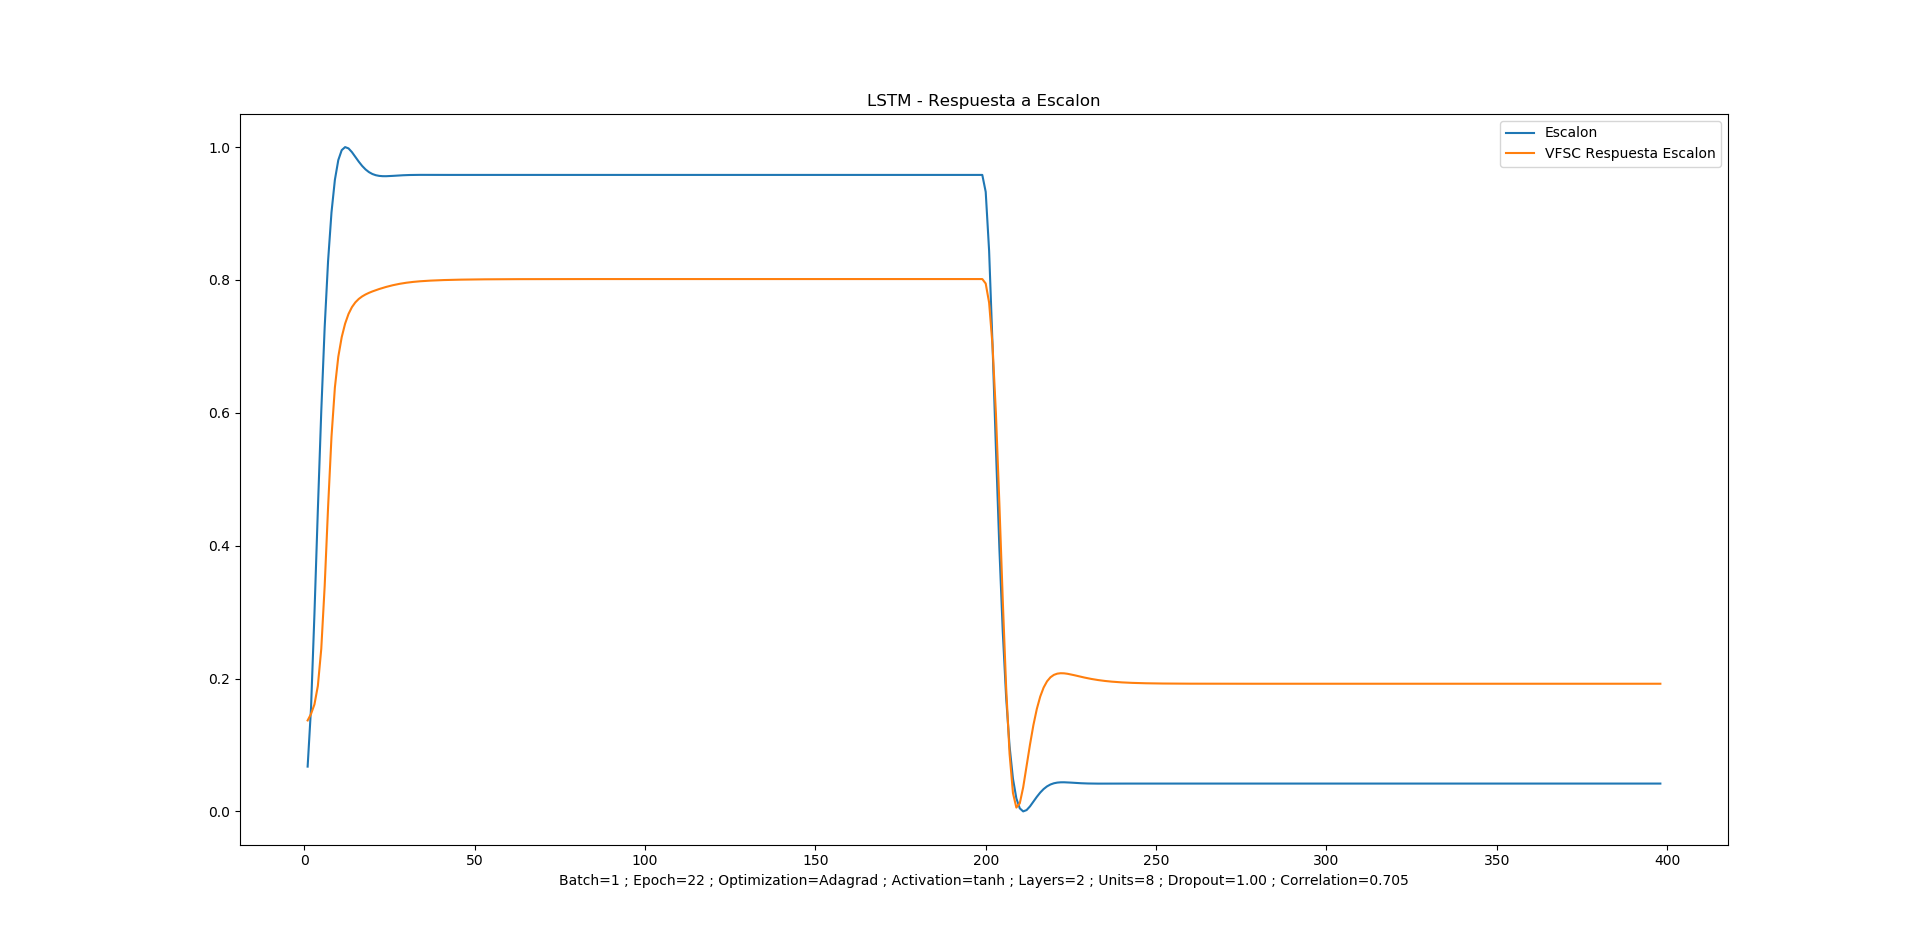 LSTM - Respuesta a Escalon
Escalon
VFSC Respuesta Escalon
1.0
0.8
0.6
0.4
0.2
0.0
0 50 100 150 200 250 300 350 400
Batch=1 ; Epoch=22 ; Optimization=Adagrad ; Activation=tanh ; Layers=2 ; Units=8 ; Dropout=1.00 ; Correlation=0.705